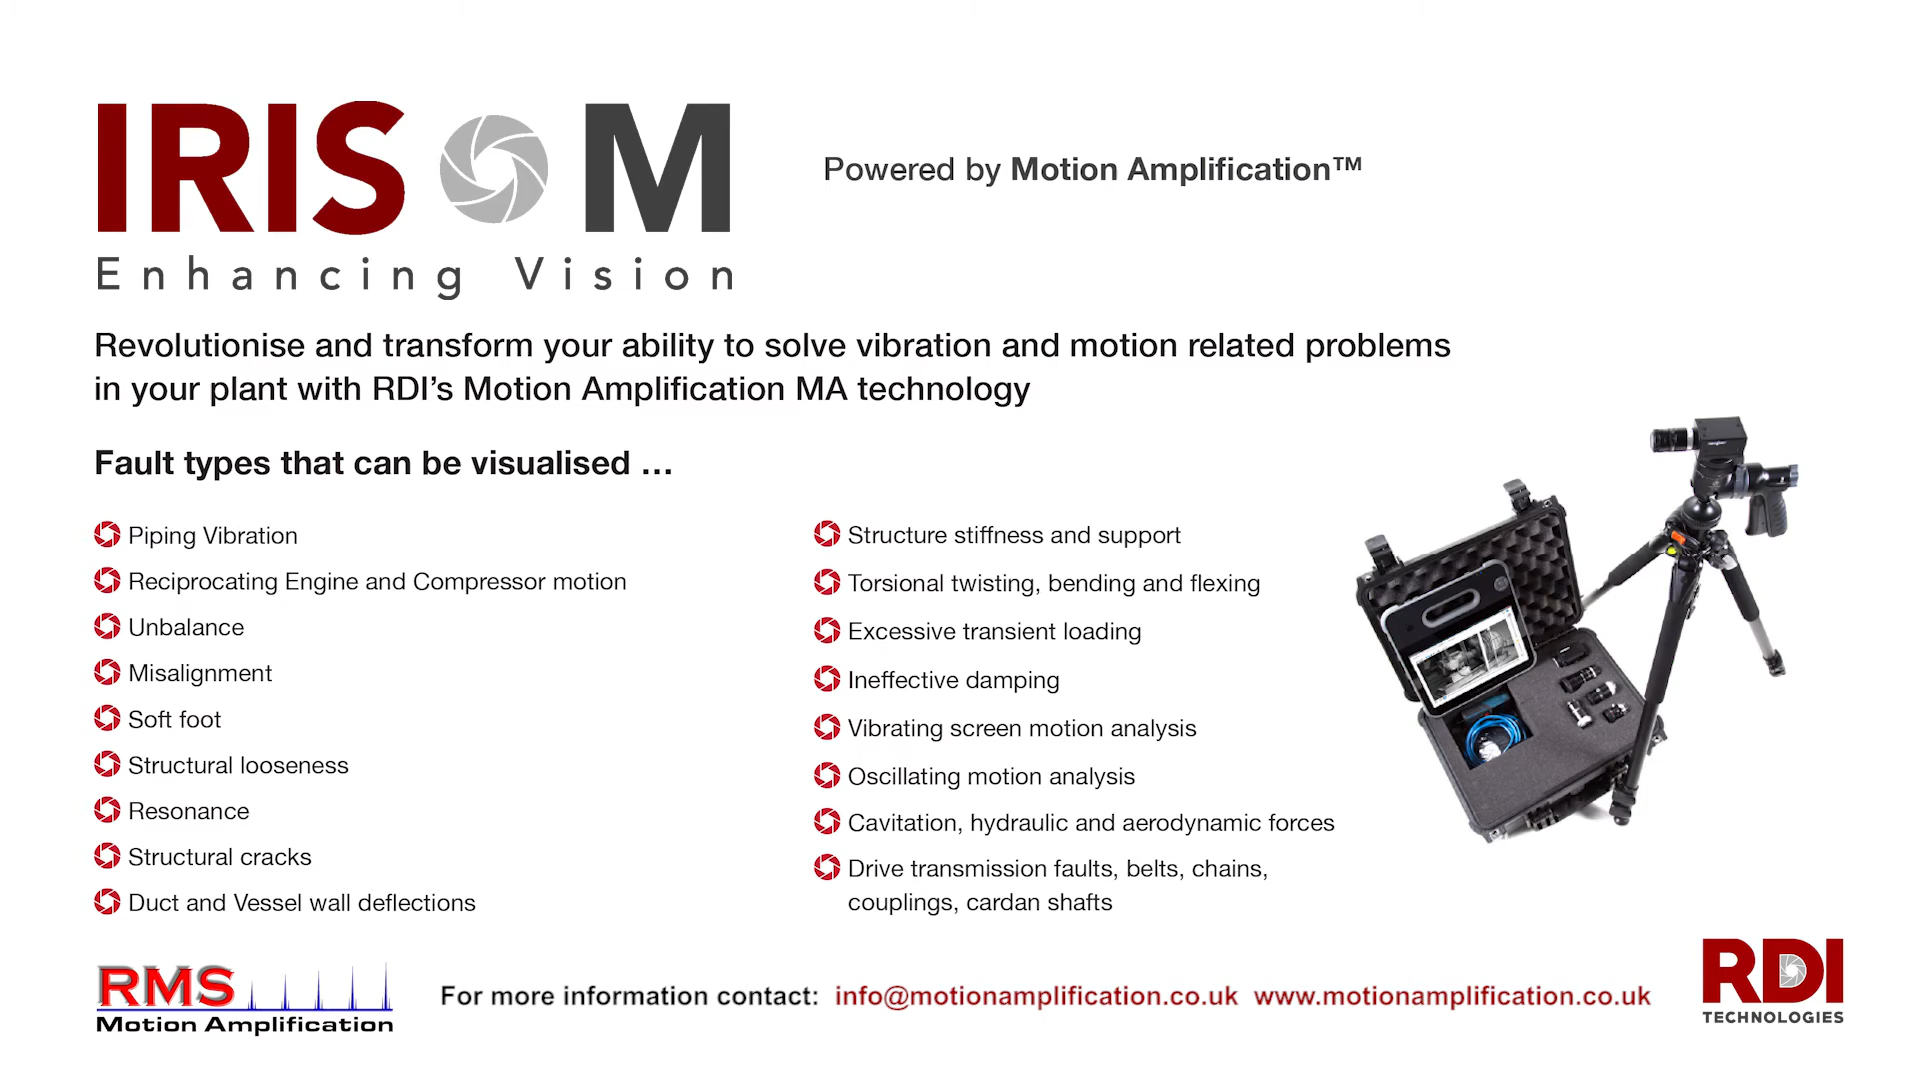 IRIS M
Enhancing Vision
Powered by Motion Amplification™
Revolutionise and transform your ability to solve vibration and motion related problems
in your plant with RDI’s Motion Amplification MA technology
Fault types that can be visualised …
Piping Vibration
Reciprocating Engine and Compressor motion
Unbalance
Misalignment
Soft foot
Structural looseness
Resonance
Structural cracks
Duct and Vessel wall deflections
Structure stiffness and support
Torsional twisting, bending and flexing
Excessive transient loading
Ineffective damping
Vibrating screen motion analysis
Oscillating motion analysis
Cavitation, hydraulic and aerodynamic forces
Drive transmission faults, belts, chains,
couplings, cardan shafts
RMS
Motion Amplification
For more information contact: info@motionamplification.co.uk www.motionamplification.co.uk
RDI
TECHNOLOGIES